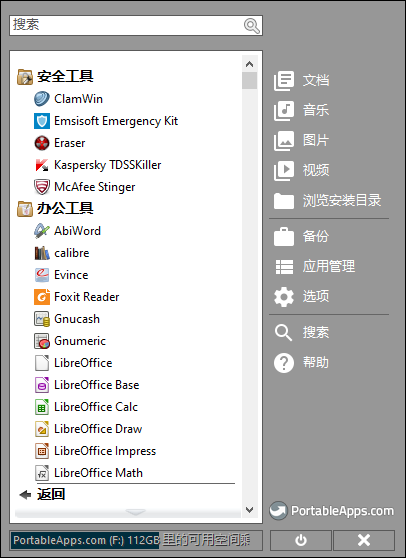 搜索
安全工具
ClamWin
Emsisoft Emergency Kit
Eraser
Kaspersky TDSSKiller
McAfee Stinger
办公工具
AbiWord
calibre
Evince
Foxit Reader
Gnucash
Gnumeric
LibreOffice
LibreOffice Base
LibreOffice Calc
LibreOffice Draw
LibreOffice Impress
LibreOffice Math
返回
文档
音乐
图片
视频
浏览安装目录
备份
应用管理
选项
搜索
帮助
PortableApps.com
PortableApps.com (F:) 112GB 里的可用空间剩